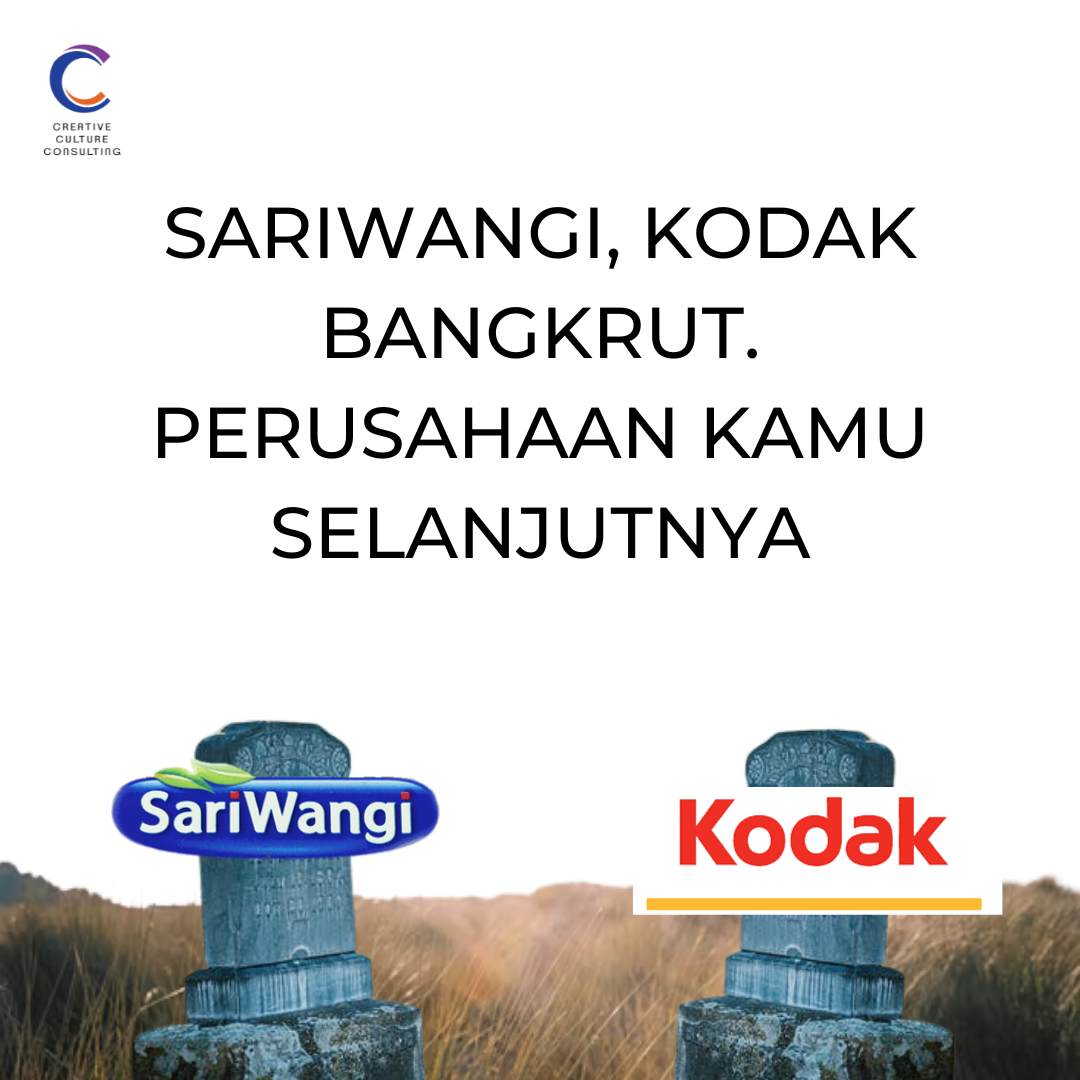 CREATIVE
CULTURE
CONSULTING
SARIWANGI, KODAK
BANGKRUT.
PERUSAHAAN KAMU
SELANJUTNYA
SariWangi
Kodak